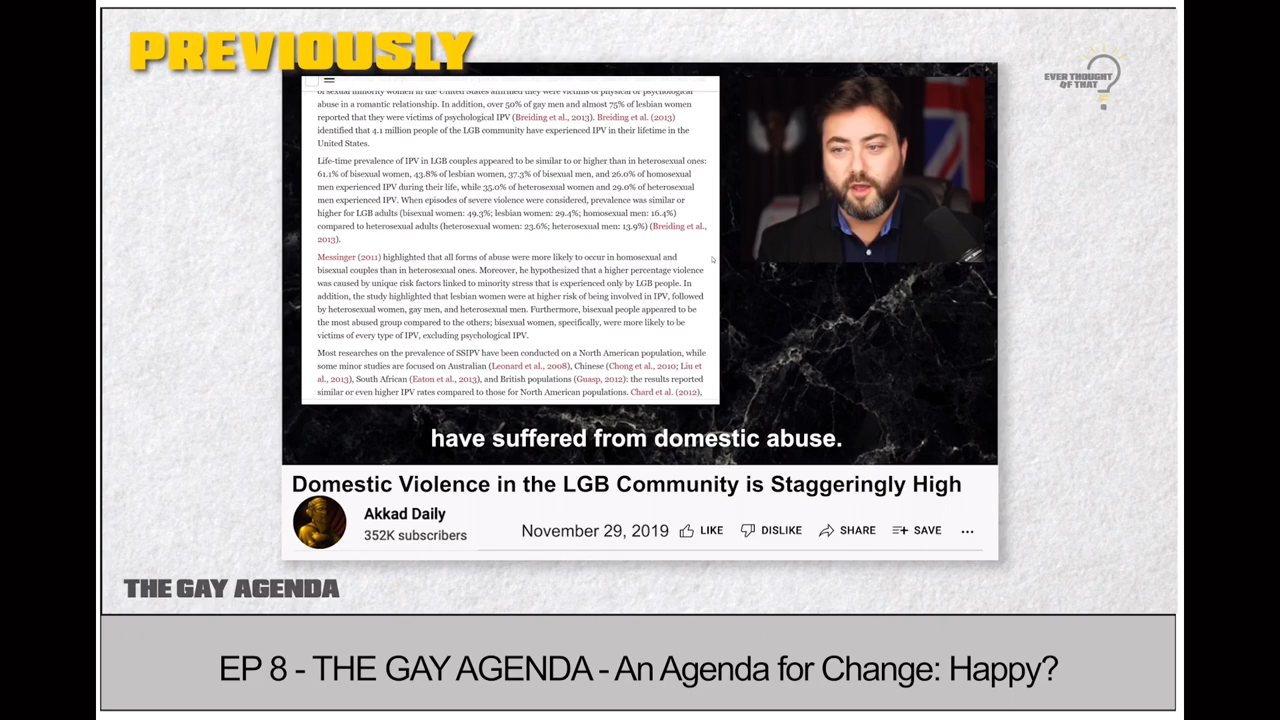 PREVIOUSLY
EVER THOUGHT
OF THAT
of sexual minority women in the United States affirmed they were victims of physical or psychological
abuse in a romantic relationship. In addition, over 50% of gay men and almost 75% of lesbian women
reported that they were victims of psychological IPV (Breiding et al., 2013). Breiding et al. (2013)
identified that 4.1 million people of the LGB community have experienced IPV in their lifetime in the
United States.
Life-time prevalence of IPV in LGB couples appeared to be similar to or higher than in heterosexual ones:
61.1% of bisexual women, 43.8% of lesbian women, 37.3% of bisexual men, and 26.0% of homosexual
men experienced IPV during their life, while 35.0% of heterosexual women and 29.0% of heterosexual
men experienced IPV. When episodes of severe violence were considered, prevalence was similar or
higher for LGB adults (bisexual women: 49.3%; lesbian women: 29.4%; homosexual men: 16.4%)
compared to heterosexual adults (heterosexual women: 23.6%; heterosexual men: 13.9%) (Breiding et al.,
2013).
Messinger (2011) highlighted that all forms of abuse were more likely to occur in homosexual and
bisexual couples than in heterosexual ones. Moreover, he hypothesized that a higher percentage violence
was caused by unique risk factors linked to minority stress that is experienced only by LGB people. In
addition, the study highlighted that lesbian women were at higher risk of being involved in IPV, followed
by heterosexual women, gay men, and heterosexual men. Furthermore, bisexual people appeared to be
the most abused group compared to the others; bisexual women, specifically, were more likely to be
victims of every type of IPV, excluding psychological IPV.
Most researches on the prevalence of SSIPV have been conducted on a North American population, while
some minor studies are focused on Australian (Leonard et al., 2008), Chinese (Chong et al., 2010; Liu et
al., 2013), South African (Eaton et al., 2013), and British populations (Guasp, 2012): the results reported
similar or even higher IPV rates compared to those for North American populations. Chard et al. (2012),
have suffered from domestic abuse.
Domestic Violence in the LGB Community is Staggeringly High
Akkad Daily
352K subscribers
November 29, 2019 LIKE DISLIKE SHARE SAVE ...
THE GAY AGENDA
EP 8 - THE GAY AGENDA - An Agenda for Change: Happy?